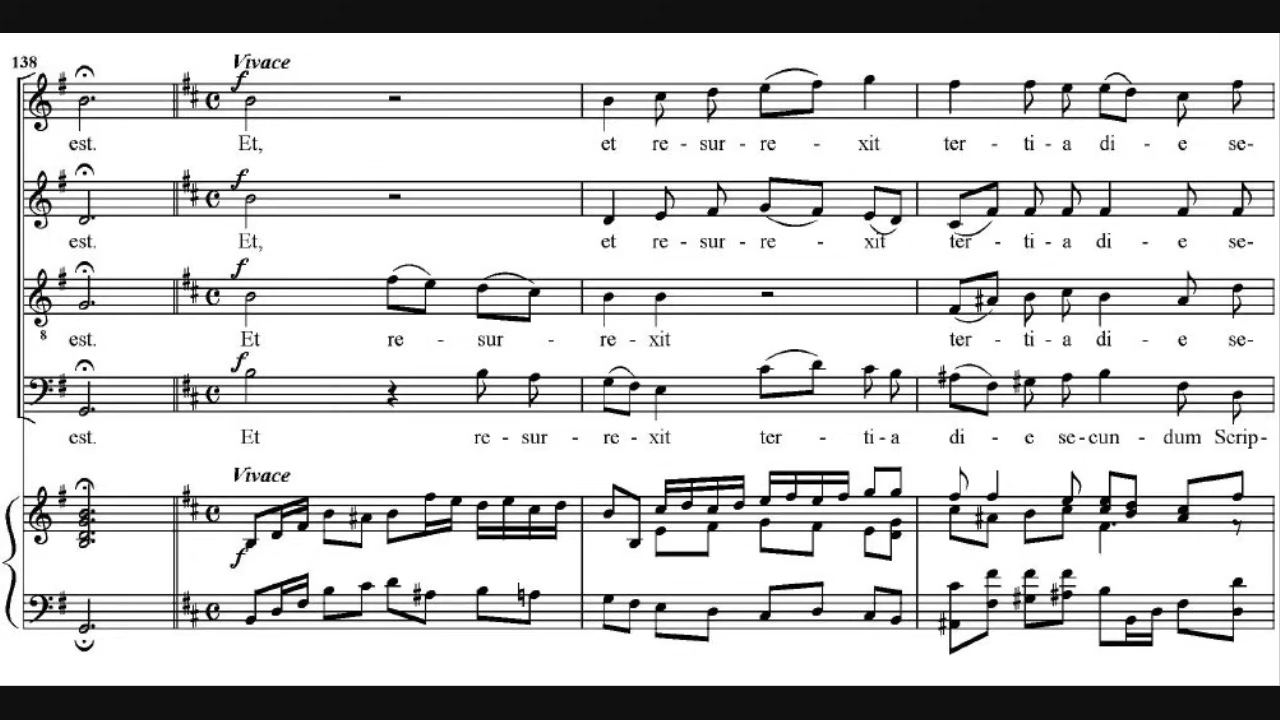 138
Vivace
f
est. Et, et re - sur - re - xit ter - ti - a di - e se-
f
est. Et, et re - sur - re - xit ter - ti - a di - e se-
f
8
est. Et re - sur - re - xit ter - ti - a di - e se-
f
est. Et re - sur - re - xit ter - ti - a di - e se - cun - dum Scrip-
Vivace
f